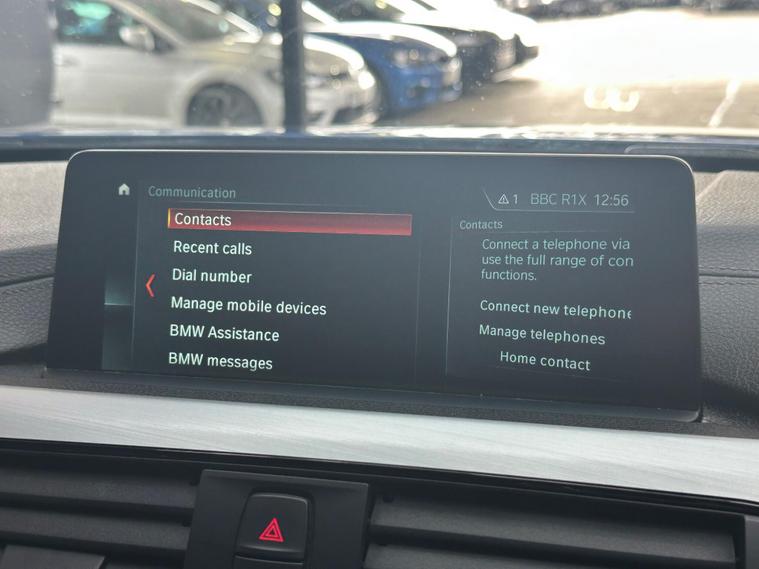 Communication
1 BBC R1X 12:56
Contacts
Recent calls
Dial number
Manage mobile devices
BMW Assistance
BMW messages
Contacts
Connect a telephone via
use the full range of con
functions.
Connect new telephone
Manage telephones
Home contact